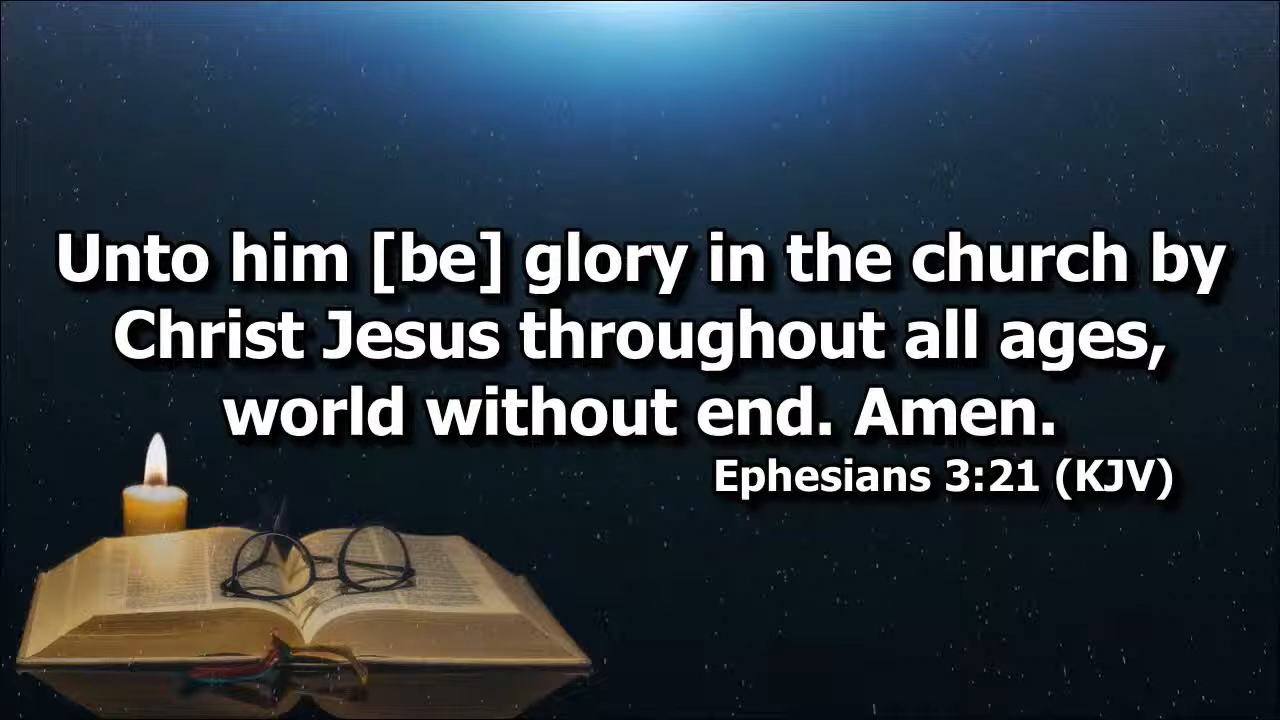 Unto him [be] glory in the church by
Christ Jesus throughout all ages,
world without end. Amen.
Ephesians 3:21 (KJV)